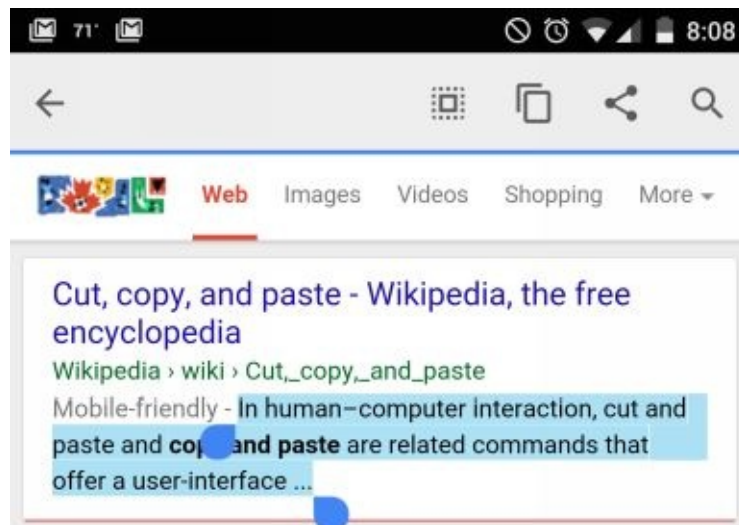 71° 8:08
Web Images Videos Shopping More
Cut, copy, and paste - Wikipedia, the free
encyclopedia
Wikipedia › wiki › Cut,_copy,_and_paste
Mobile-friendly - In human–computer interaction, cut and
paste and copy and paste are related commands that
offer a user-interface ...